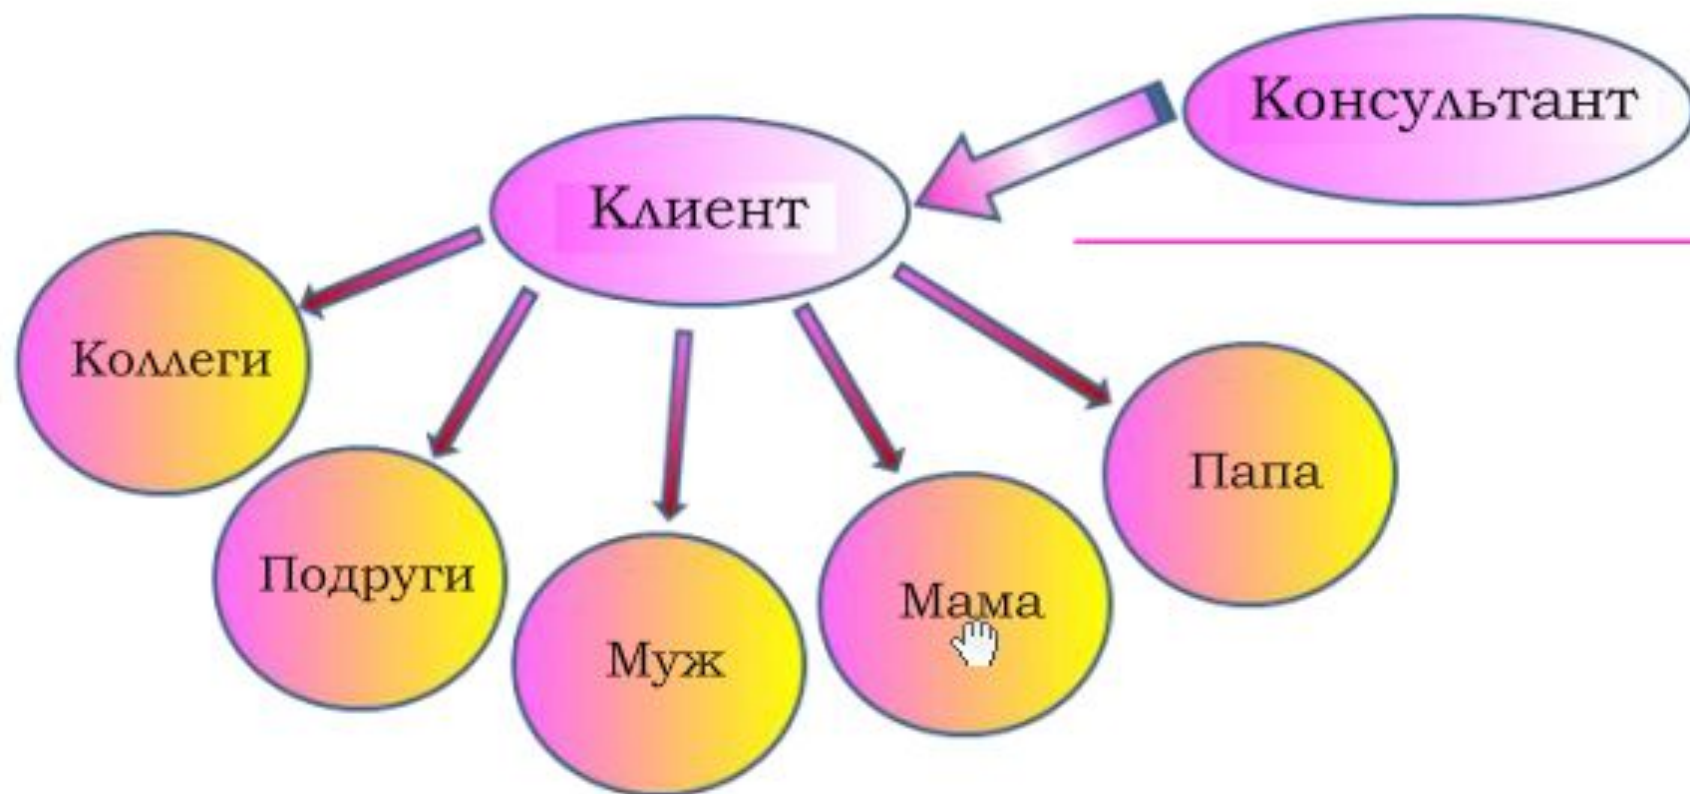 Консультант
Клиент
Коллеги
Подруги
Муж
Мама
Папа